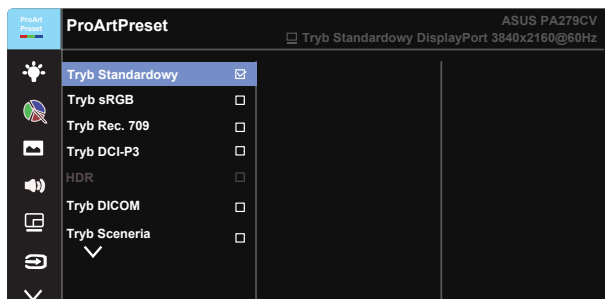 ProArt
Preset
ProArtPreset
ASUS PA279CV
Tryb Standardowy DisplayPort 3840x2160@60Hz
Tryb Standardowy
Tryb sRGB
Tryb Rec. 709
Tryb DCI-P3
HDR
Tryb DICOM
Tryb Sceneria